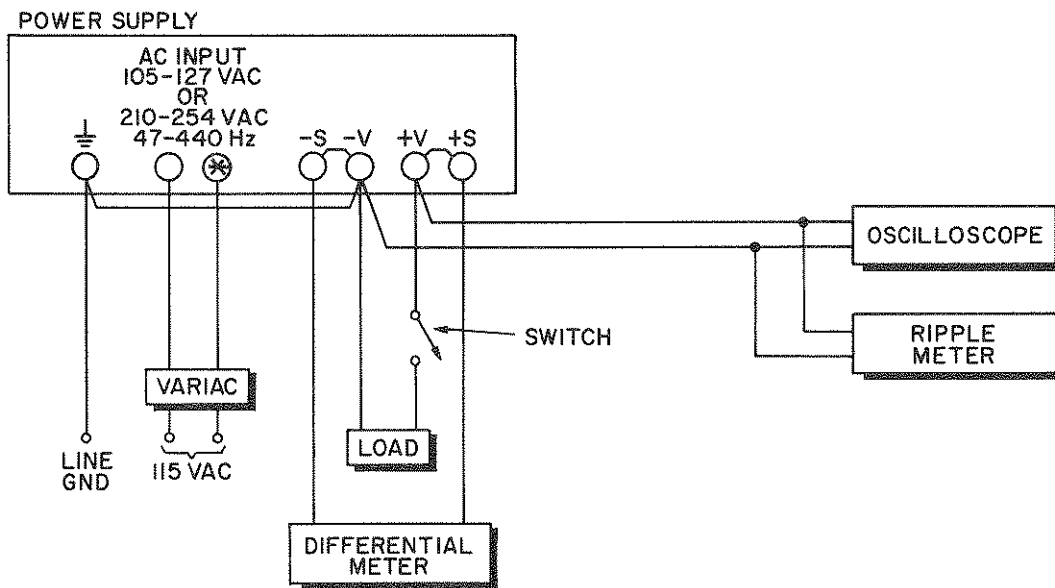 POWER SUPPLY
AC INPUT
105-127 VAC
OR
210-254 VAC
47-440 Hz
-S
-V
+V
+S
OSCILLOSCOPE
SWITCH
RIPPLE
METER
VARIAC
LINE
GND
115 VAC
LOAD
DIFFERENTIAL
METER